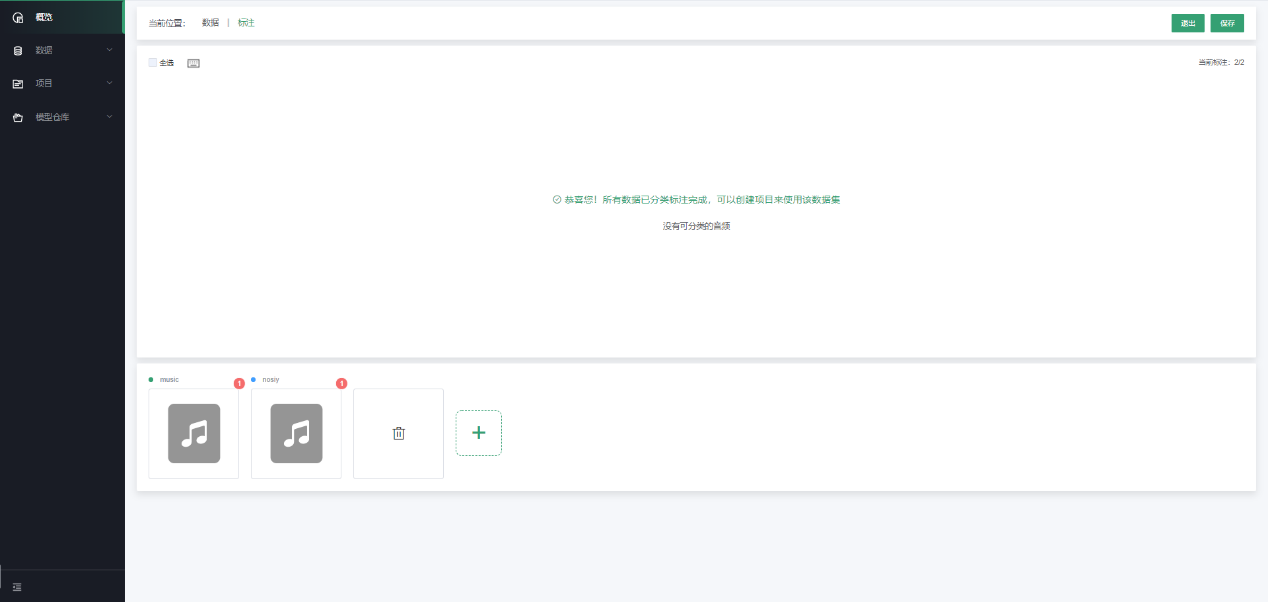 概览
数据
项目
模型仓库
当前位置： 数据 | 标注
退出 保存
全选
当前标注：2/2
恭喜您！所有数据已分类标注完成，可以创建项目来使用该数据集
没有可分类的音频
music 1 nosiy 1